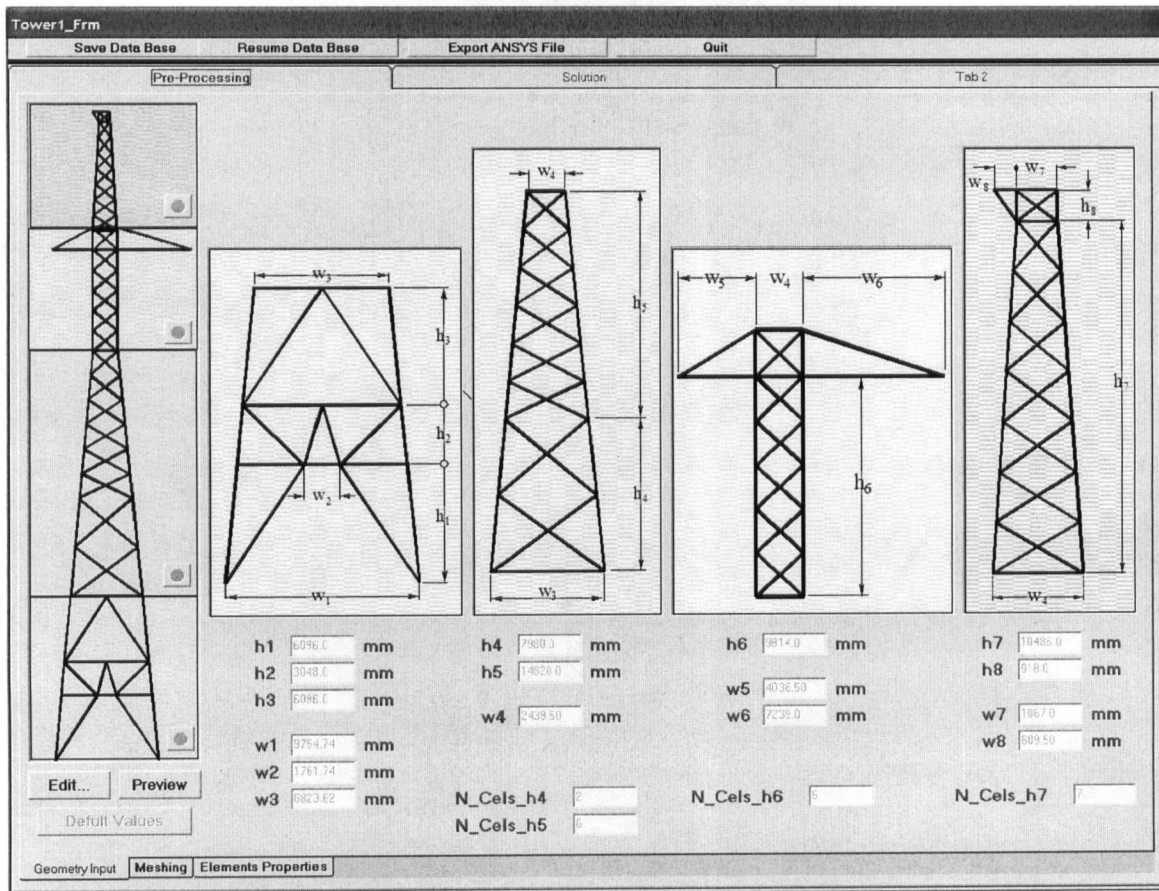 Tower1_Frm
Save Data Base Resume Data Base Export ANSYS File Quit
Pre-Processing Solution Tab 2
w4
w7
w8
h8
w3
w5 w4 w6
h5
h3
h7
h2
h6
w2
h4
h1
w1
w3
w4
h1 6096.0 mm
h2 3048.0 mm
h3 6096.0 mm
w1 9754.74 mm
w2 1761.74 mm
w3 6823.62 mm
h4 7980.0 mm
h5 14820.0 mm
w4 2439.50 mm
N_Cels_h4 2
N_Cels_h5 6
h6 9814.0 mm
w5 4036.50 mm
w6 7239.0 mm
N_Cels_h6 5
h7 10486.0 mm
h8 918.0 mm
w7 1067.0 mm
w8 609.50 mm
N_Cels_h7 7
Edit... Preview
Defult Values
Geometry Input Meshing Elements Properties